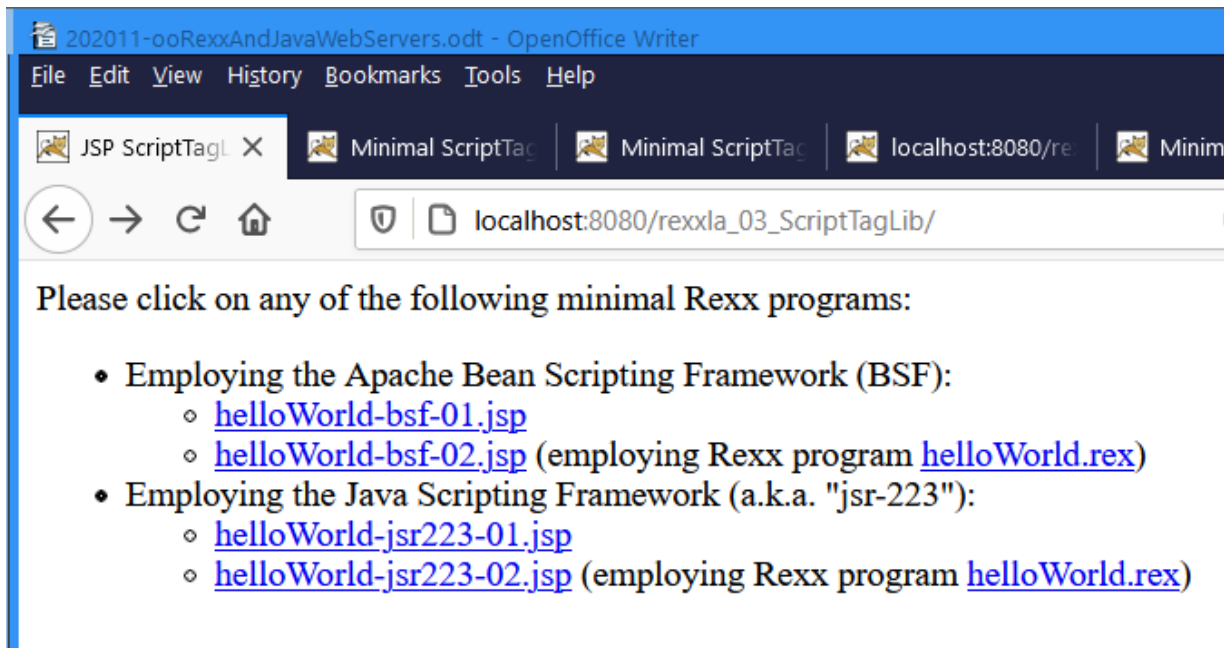 202011-ooRexxAndJavaWebServers.odt - OpenOffice Writer
File Edit View History Bookmarks Tools Help
JSP ScriptTagL Minimal ScriptTag Minimal ScriptTag localhost:8080/re Minim
localhost:8080/rexxla_03_ScriptTagLib/
Please click on any of the following minimal Rexx programs:
• Employing the Apache Bean Scripting Framework (BSF):
◦ helloWorld-bsf-01.jsp
◦ helloWorld-bsf-02.jsp (employing Rexx program helloWorld.rex)
• Employing the Java Scripting Framework (a.k.a. "jsr-223"):
◦ helloWorld-jsr223-01.jsp
◦ helloWorld-jsr223-02.jsp (employing Rexx program helloWorld.rex)